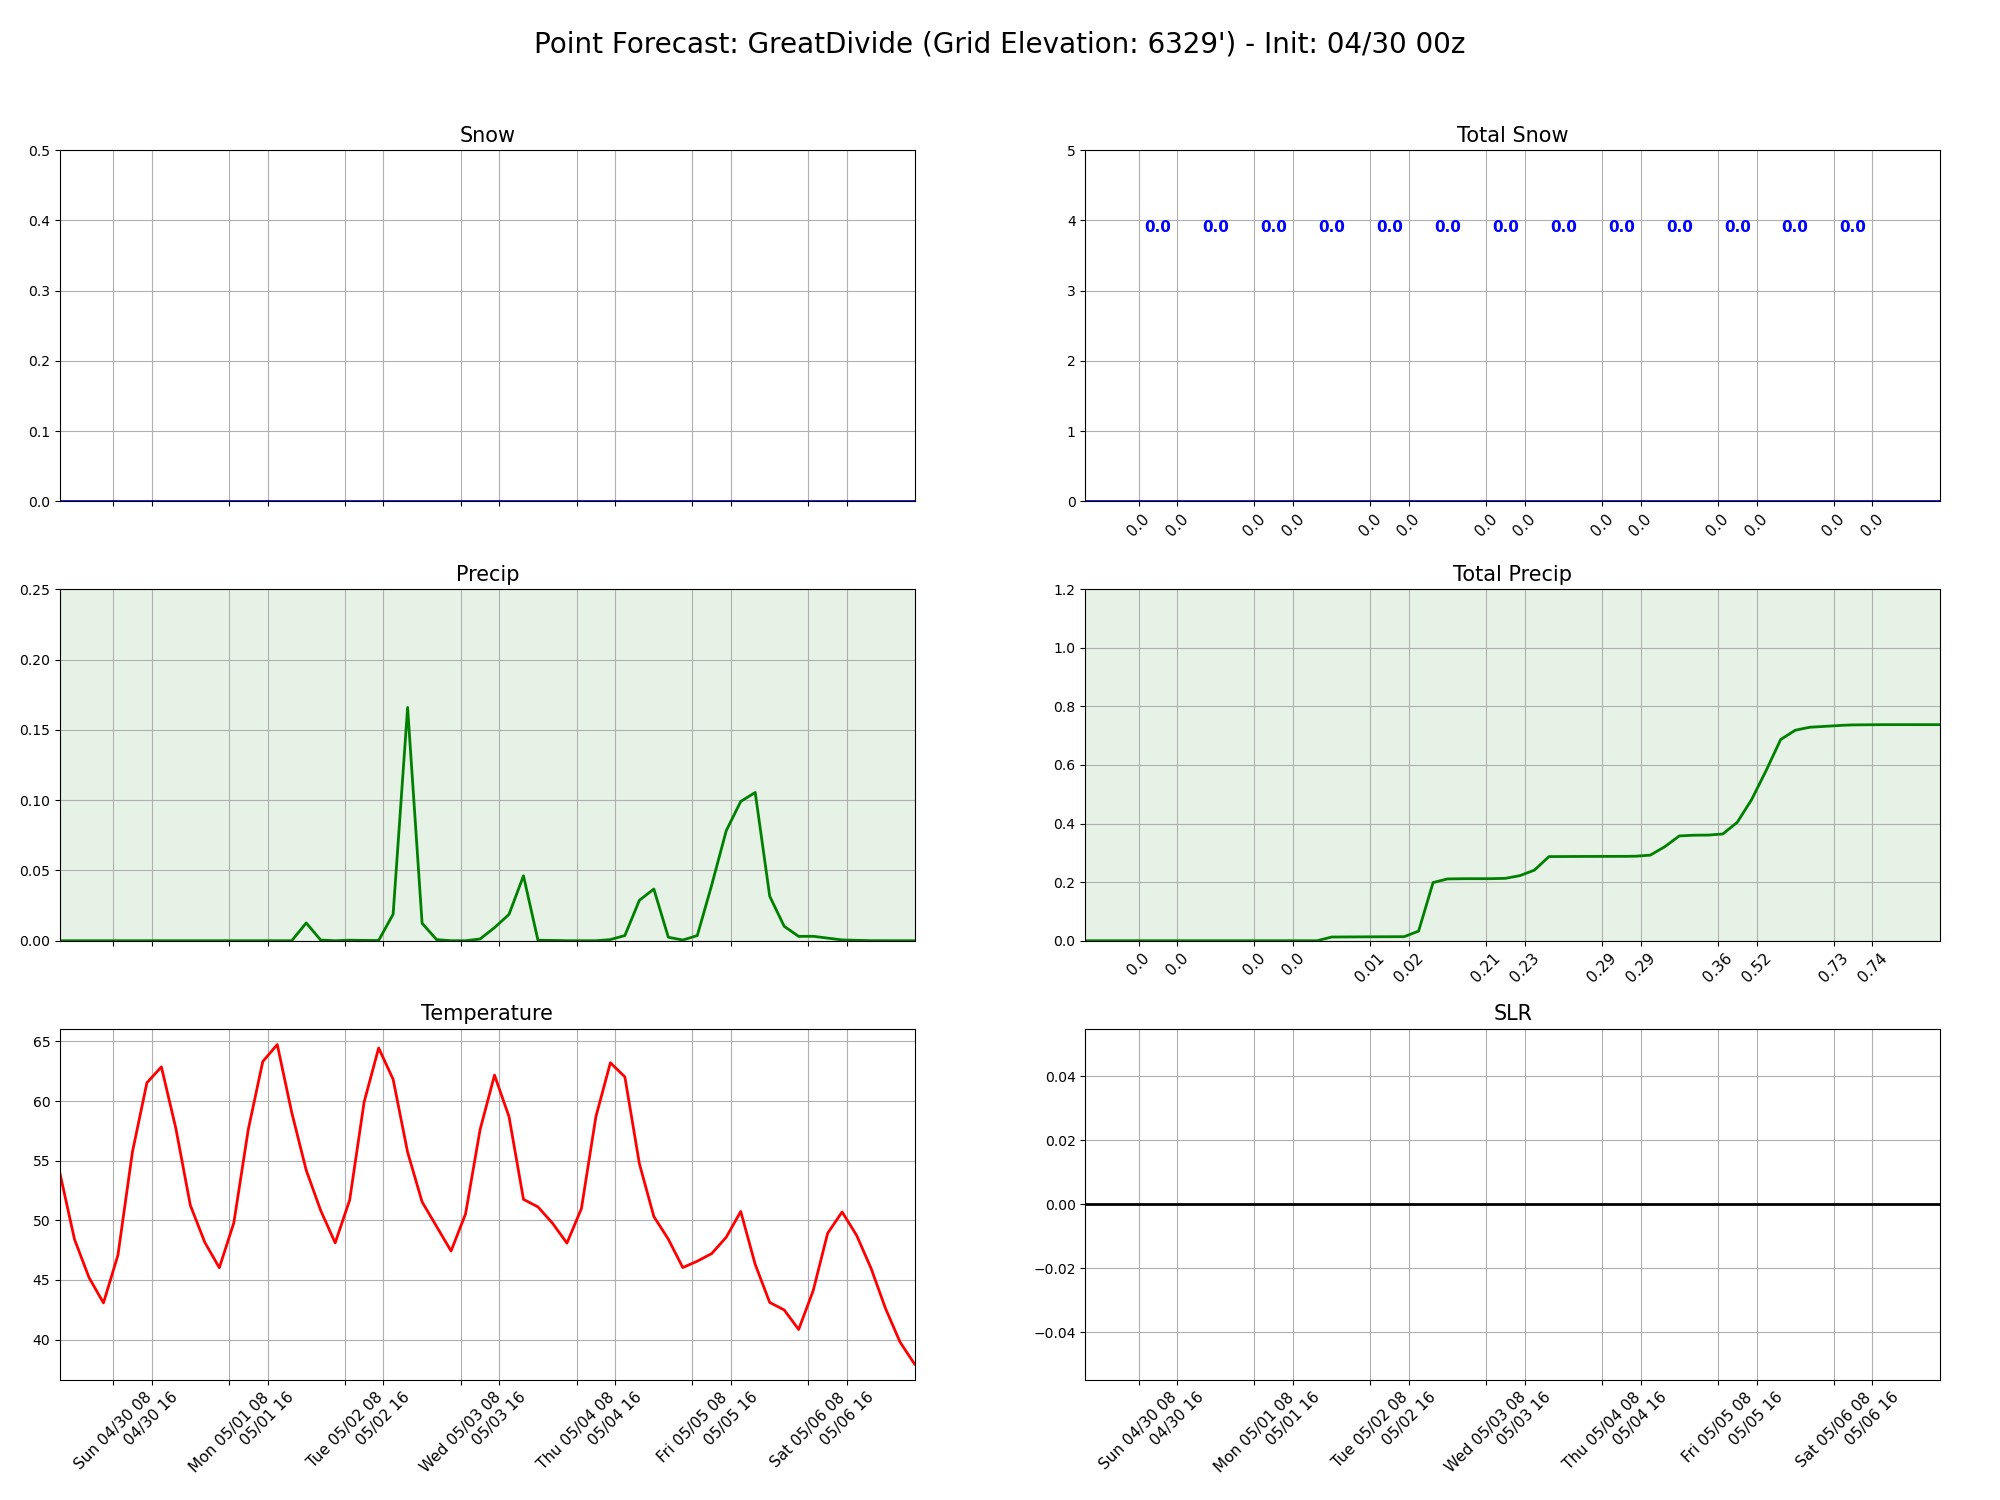 Point Forecast: GreatDivide (Grid Elevation: 6329') - Init: 04/30 00z
Snow
0.5
0.4
0.3
0.2
0.1
0.0
Total Snow
5
4
3
2
1
0
0.0 0.0 0.0 0.0 0.0 0.0 0.0 0.0 0.0 0.0 0.0 0.0 0.0
0.0 0.0 0.0 0.0 0.0 0.0 0.0 0.0 0.0 0.0 0.0 0.0 0.0 0.0
Precip
0.25
0.20
0.15
0.10
0.05
0.00
Total Precip
1.2
1.0
0.8
0.6
0.4
0.2
0.0
0.0 0.0 0.0 0.0 0.01 0.02 0.21 0.23 0.29 0.29 0.36 0.52 0.73 0.74
Temperature
65
60
55
50
45
40
Sun 04/30 08
04/30 16
Mon 05/01 08
05/01 16
Tue 05/02 08
05/02 16
Wed 05/03 08
05/03 16
Thu 05/04 08
05/04 16
Fri 05/05 08
05/05 16
Sat 05/06 08
05/06 16
SLR
0.04
0.02
0.00
−0.02
−0.04
Sun 04/30 08
04/30 16
Mon 05/01 08
05/01 16
Tue 05/02 08
05/02 16
Wed 05/03 08
05/03 16
Thu 05/04 08
05/04 16
Fri 05/05 08
05/05 16
Sat 05/06 08
05/06 16